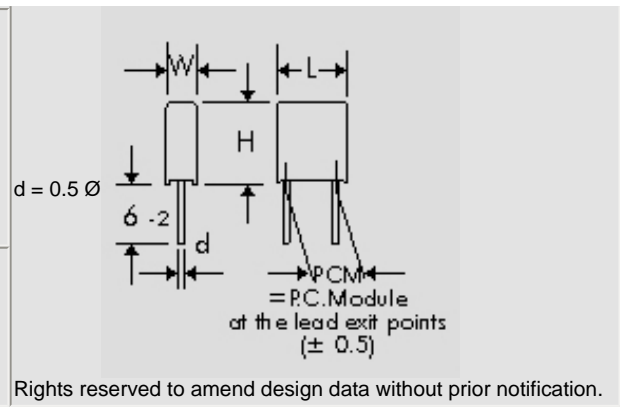 W
L
H
d = 0.5 Ø
6 -2
d
PCM
=P.C.Module
at the lead exit points
(± 0.5)
Rights reserved to amend design data without prior notification.